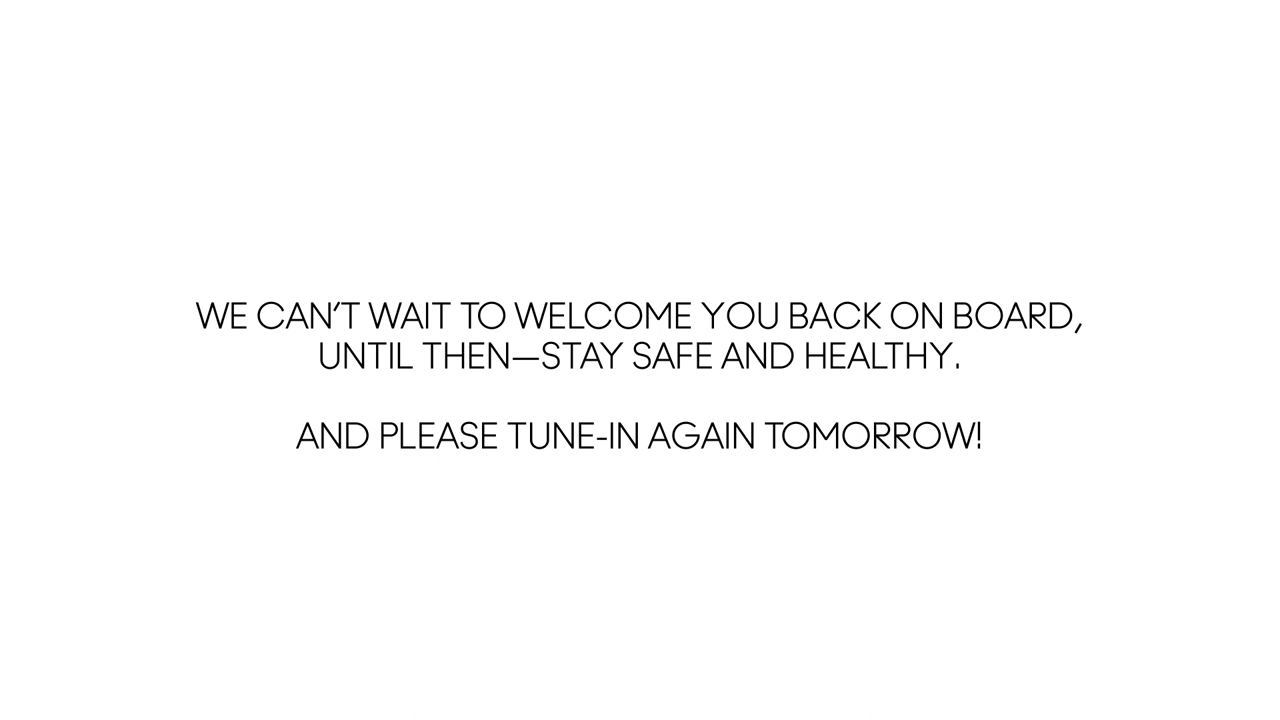 WE CAN’T WAIT TO WELCOME YOU BACK ON BOARD,
UNTIL THEN—STAY SAFE AND HEALTHY.
AND PLEASE TUNE-IN AGAIN TOMORROW!